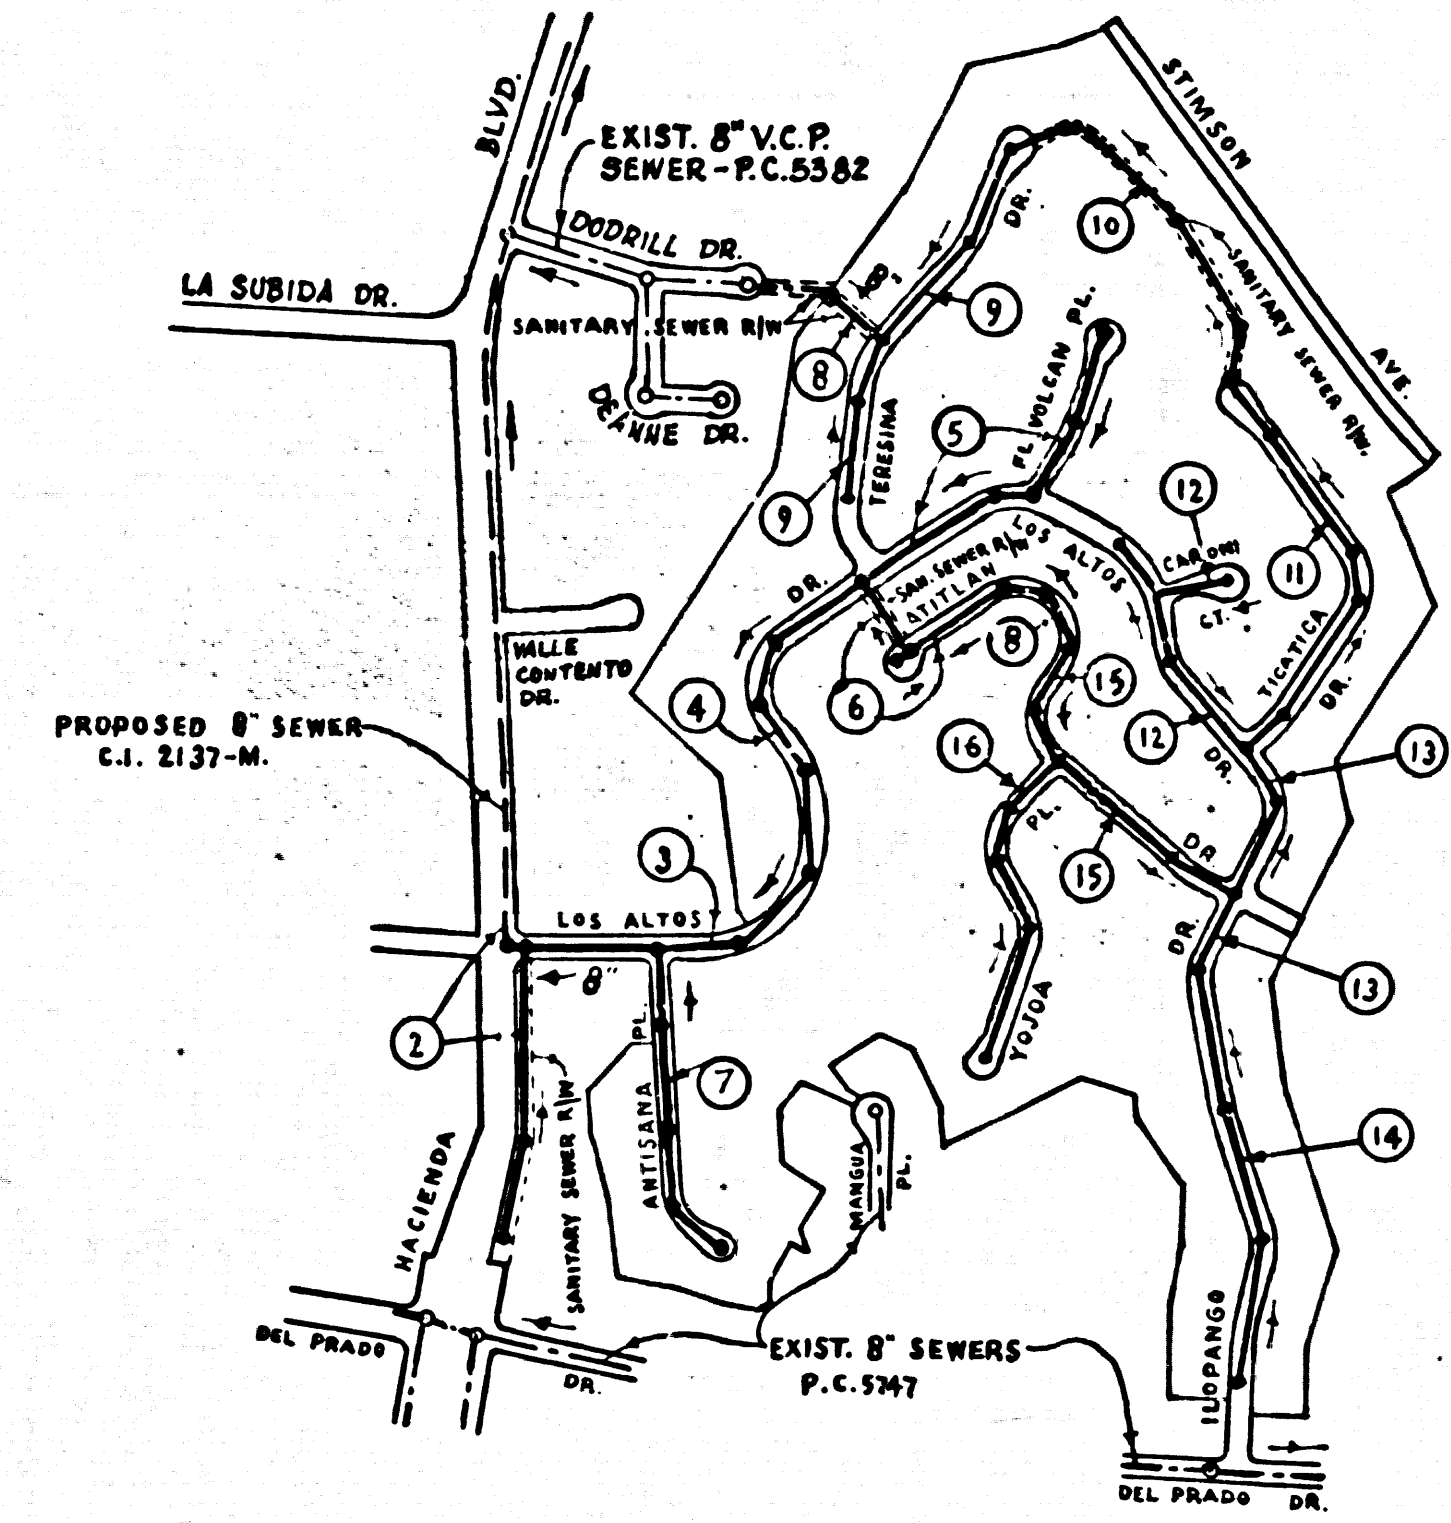 BLVD.
STIMSON
AVE.
EXIST. 8" V.C.P.
SEWER - P.C. 5382
DODRILL DR.
LA SUBIDA DR.
SANITARY SEWER R/W
8"
DR.
10
SANITARY SEWER R/W.
9
8
DEANNE DR.
TERESINA
5
EL VOLCAN PL.
9
12
11
LOS ALTOS
CARONI
CT.
SAN. SEWER R/W
ATITLAN
DR.
8"
TICATICA
DR.
VALLE
CONTENTO
DR.
6
15
4
16
12
DR.
13
PROPOSED 8" SEWER
C.I. 2137-M.
PL.
DR.
15
3
LOS ALTOS
DR.
13
8"
2
PL.
7
YOJOA
ANTISANA
SANITARY SEWER R/W
MANGUA
PL.
14
HACIENDA
ILOPANGO
DEL PRADO
DR.
EXIST. 8" SEWERS
P.C. 5747
DEL PRADO DR.